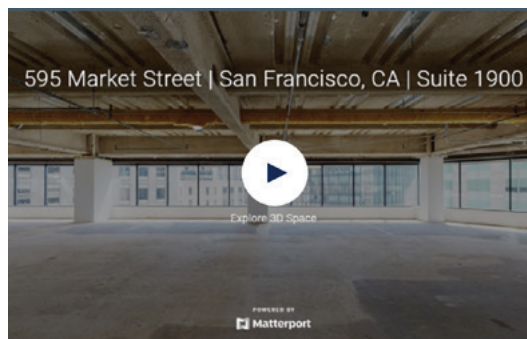 595 Market Street | San Francisco, CA | Suite 1900
Explore 3D Space
POWERED BY
Matterport